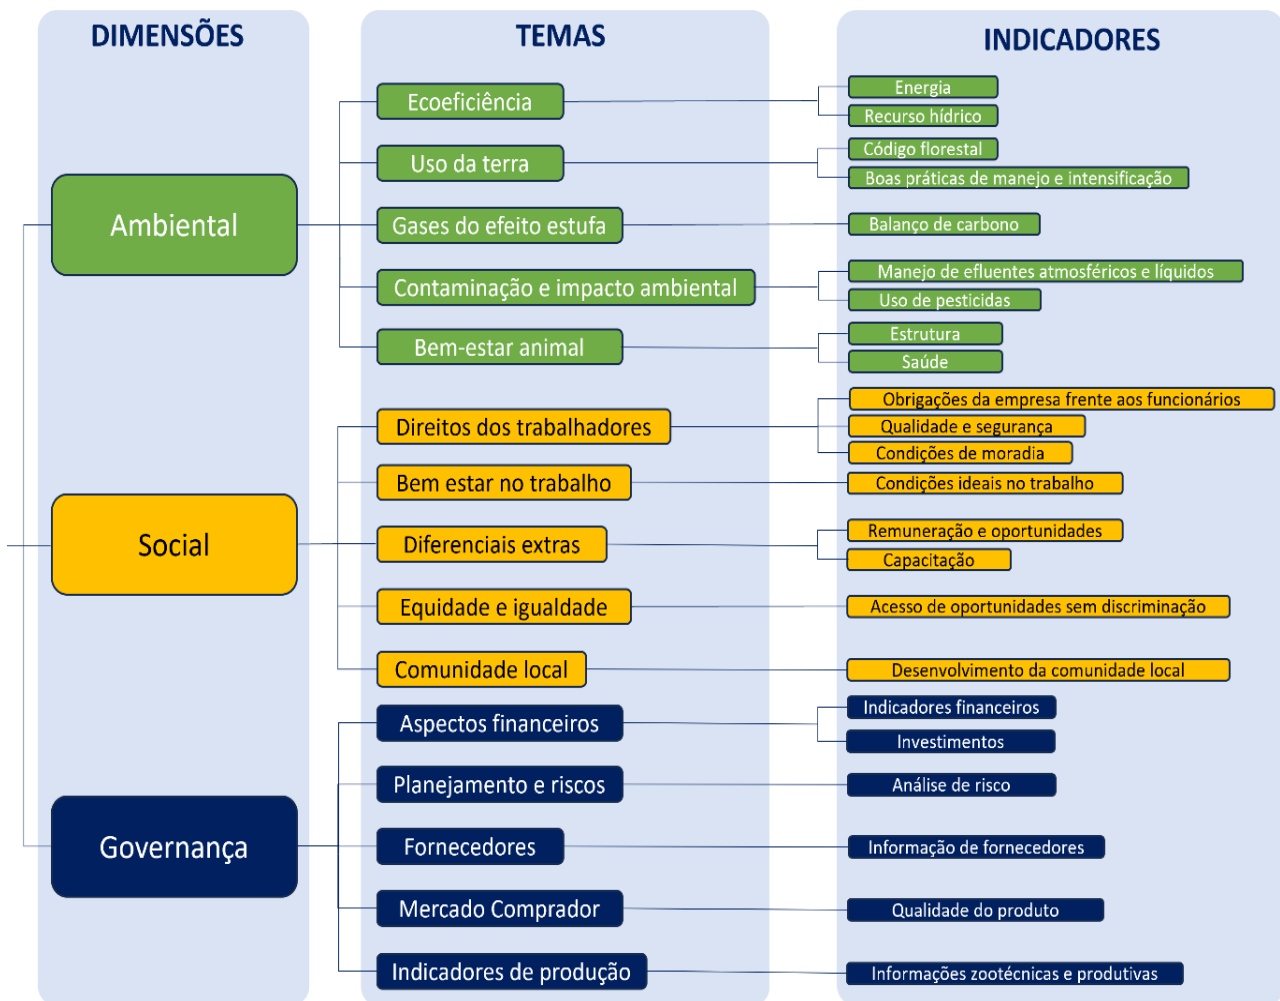 DIMENSÕES
TEMAS
INDICADORES
Ambiental
Ecoeficiência
Energia
Recurso hídrico
Uso da terra
Código florestal
Boas práticas de manejo e intensificação
Gases do efeito estufa
Balanço de carbono
Contaminação e impacto ambiental
Manejo de efluentes atmosféricos e líquidos
Uso de pesticidas
Bem-estar animal
Estrutura
Saúde
Social
Direitos dos trabalhadores
Obrigações da empresa frente aos funcionários
Qualidade e segurança
Condições de moradia
Bem estar no trabalho
Condições ideais no trabalho
Diferenciais extras
Remuneração e oportunidades
Capacitação
Equidade e igualdade
Acesso de oportunidades sem discriminação
Comunidade local
Desenvolvimento da comunidade local
Governança
Aspectos financeiros
Indicadores financeiros
Investimentos
Planejamento e riscos
Análise de risco
Fornecedores
Informação de fornecedores
Mercado Comprador
Qualidade do produto
Indicadores de produção
Informações zootécnicas e produtivas